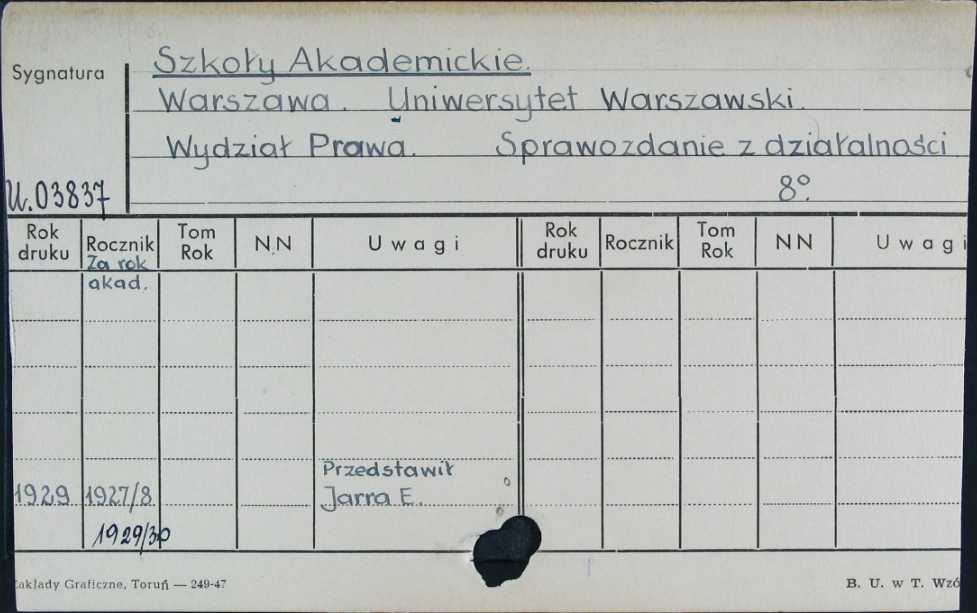 Szkoły Akademickie.
Sygnatura
Warszawa. Uniwersytet Warszawski.
Wydział Prawa. Sprawozdanie z działalności
U.03837 8°.
Rok druku Rocznik Tom Rok NN Uwagi Rok druku Rocznik Tom Rok NN Uwagi
Za rok
akad.
Przedstawił
1929 1927/8 Jarra E.
1929/30
Zakłady Graficzne, Toruń — 249-47 B. U. w T. Wzó